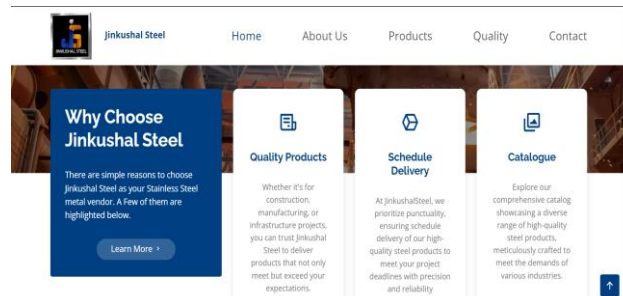 JINKUSHAL STEEL
Jinkushal Steel
Home
About Us
Products
Quality
Contact
Why Choose
Jinkushal Steel
There are simple reasons to choose
Jinkushal Steel as your Stainless Steel
metal vendor. A Few of them are
highlighted below.
Learn More >
Quality Products
Whether it's for
construction,
manufacturing, or
infrastructure projects,
you can trust Jinkushal
Steel to deliver
products that not only
meet but exceed your
expectations.
Schedule
Delivery
At JinkushalSteel, we
prioritize punctuality,
ensuring schedule
delivery of our high-
quality steel products to
meet your project
deadlines with precision
and reliability
Catalogue
Explore our
comprehensive catalog
showcasing a diverse
range of high-quality
steel products,
meticulously crafted to
meet the demands of
various industries.